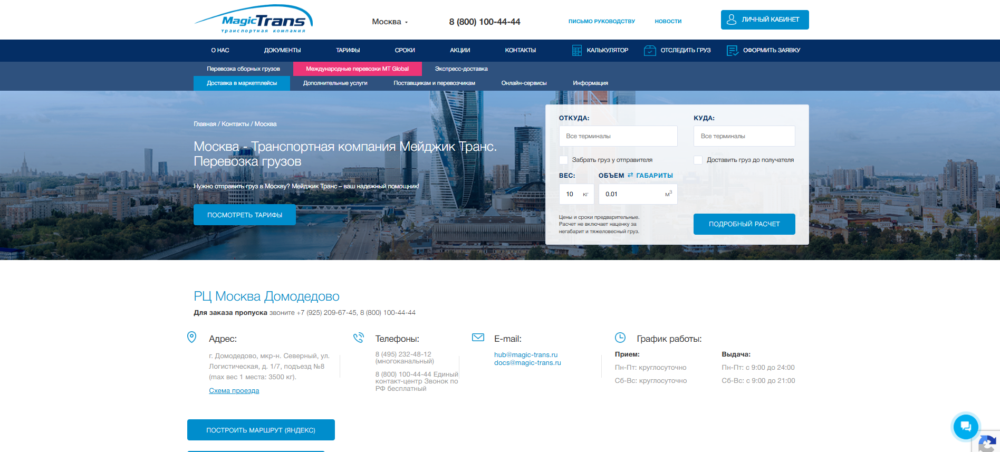 MagicTrans
транспортная компания
Москва
8 (800) 100-44-44
ПИСЬМО РУКОВОДСТВУ
НОВОСТИ
ЛИЧНЫЙ КАБИНЕТ
О НАС
ДОКУМЕНТЫ
ТАРИФЫ
СРОКИ
АКЦИИ
КОНТАКТЫ
КАЛЬКУЛЯТОР
ОТСЛЕДИТЬ ГРУЗ
ОФОРМИТЬ ЗАЯВКУ
Перевозка сборных грузов
Международные перевозки MT Global
Экспресс-доставка
Доставка в маркетплейсы
Дополнительные услуги
Поставщикам и перевозчикам
Онлайн-сервисы
Информация
Главная / Контакты / Москва
Москва - Транспортная компания Мейджик Транс.
Перевозка грузов
Нужно отправить груз в Москву? Мейджик Транс – ваш надежный помощник!
ПОСМОТРЕТЬ ТАРИФЫ
ОТКУДА:
КУДА:
Все терминалы
Все терминалы
Забрать груз у отправителя
Доставить груз до получателя
ВЕС:
ОБЪЕМ ⇄ ГАБАРИТЫ
10 кг
0.01 м3
Цены и сроки предварительные.
Расчет не включает наценку за
негабарит и тяжеловесный груз.
ПОДРОБНЫЙ РАСЧЕТ
РЦ Москва Домодедово
Для заказа пропуска звоните +7 (925) 209-67-45, 8 (800) 100-44-44
Адрес:
г. Домодедово, мкр-н. Северный, ул.
Логистическая, д. 1/7, подъезд №8
(max вес 1 места: 3500 кг).
Схема проезда
Телефоны:
8 (495) 232-48-12
(многоканальный)
8 (800) 100-44-44 Единый
контакт-центр Звонок по
РФ бесплатный
E-mail:
hub@magic-trans.ru
docs@magic-trans.ru
График работы:
Прием:
Пн-Пт: круглосуточно
Сб-Вс: круглосуточно
Выдача:
Пн-Пт: с 9:00 до 24:00
Сб-Вс: с 9:00 до 21:00
ПОСТРОИТЬ МАРШРУТ (ЯНДЕКС)